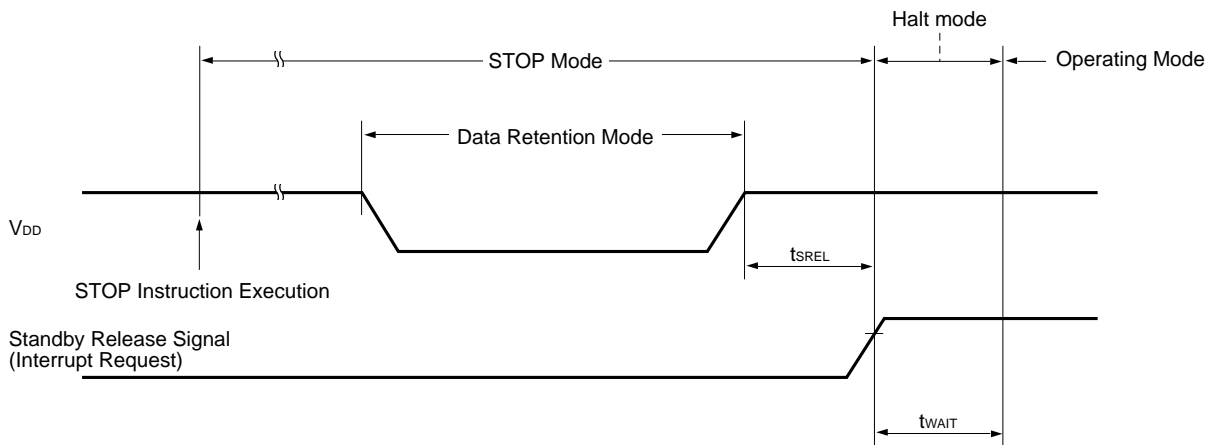 Halt mode
STOP Mode
Operating Mode
Data Retention Mode
VDD
tSREL
STOP Instruction Execution
Standby Release Signal
(Interrupt Request)
tWAIT